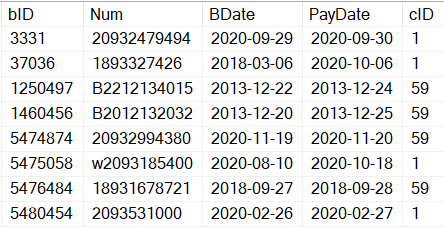 bID Num BDate PayDate cID
3331 20932479494 2020-09-29 2020-09-30 1
37036 1893327426 2018-03-06 2020-10-06 1
1250497 B2212134015 2013-12-22 2013-12-24 59
1460456 B2012132032 2013-12-20 2013-12-25 59
5474874 20932994380 2020-11-19 2020-11-20 59
5475058 w2093185400 2020-08-10 2020-10-18 1
5476484 18931678721 2018-09-27 2018-09-28 59
5480454 2093531000 2020-02-26 2020-02-27 1